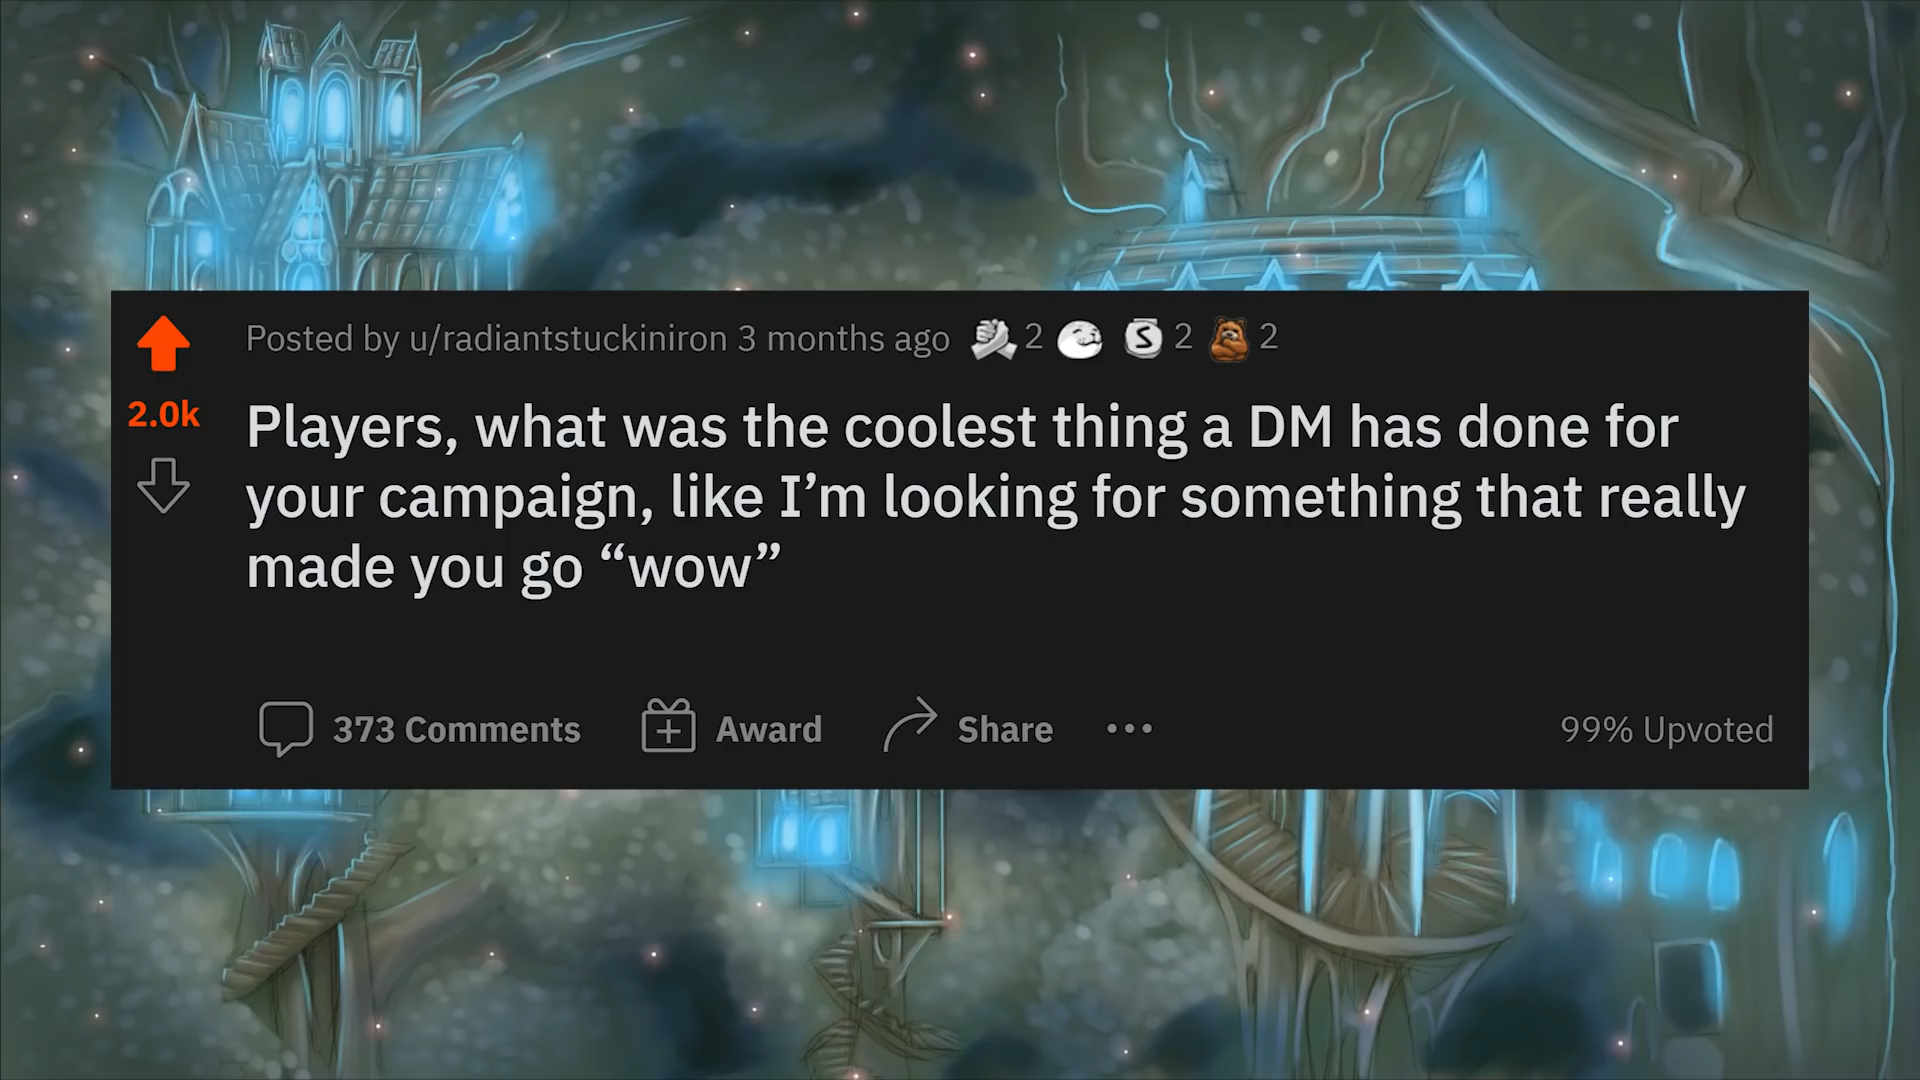 Posted by u/radiantstuckiniron 3 months ago 2 S 2 2
2.0k
Players, what was the coolest thing a DM has done for
your campaign, like I’m looking for something that really
made you go “wow”
373 Comments Award Share 99% Upvoted